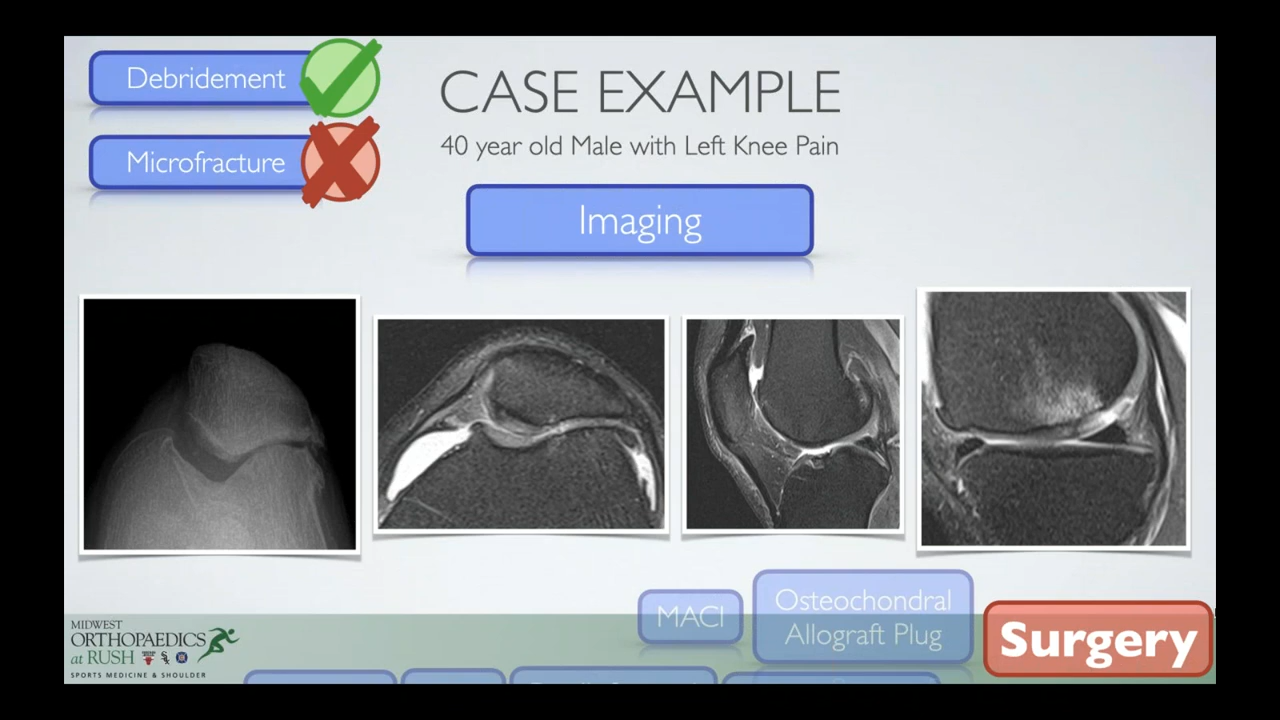 Debridement
Microfracture
CASE EXAMPLE
40 year old Male with Left Knee Pain
Imaging
MACI
Osteochondral
Allograft Plug
Surgery
MIDWEST
ORTHOPAEDICS
at RUSH
SPORTS MEDICINE & SHOULDER